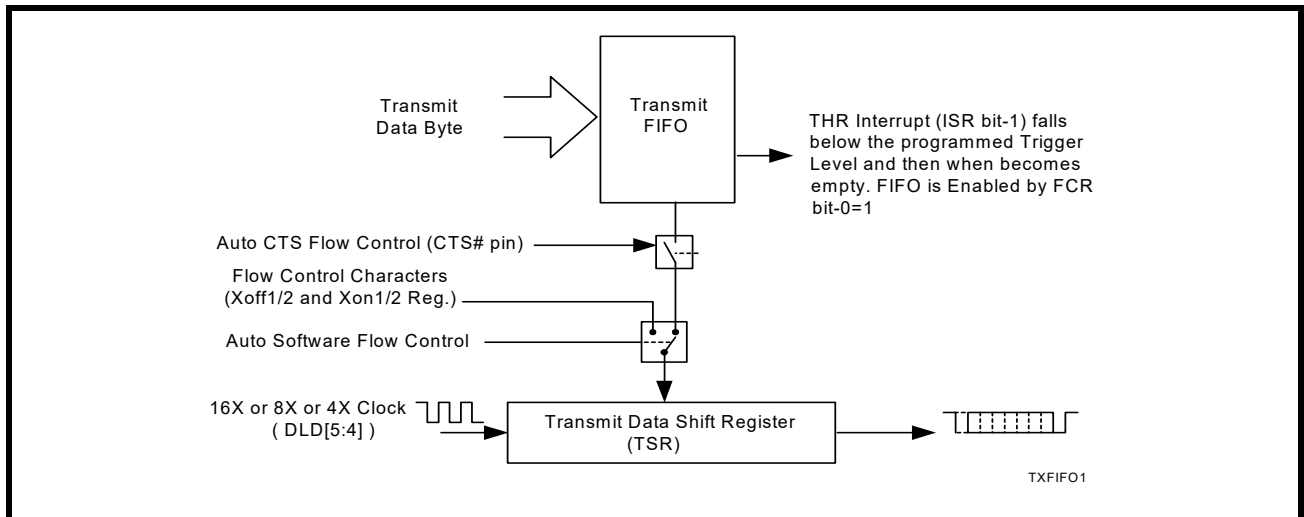 Transmit
Data Byte
Transmit
FIFO
THR Interrupt (ISR bit-1) falls
below the programmed Trigger
Level and then when becomes
empty. FIFO is Enabled by FCR
bit-0=1
Auto CTS Flow Control (CTS# pin)
Flow Control Characters
(Xoff1/2 and Xon1/2 Reg.)
Auto Software Flow Control
16X or 8X or 4X Clock
( DLD[5:4] )
Transmit Data Shift Register
(TSR)
TXFIFO1